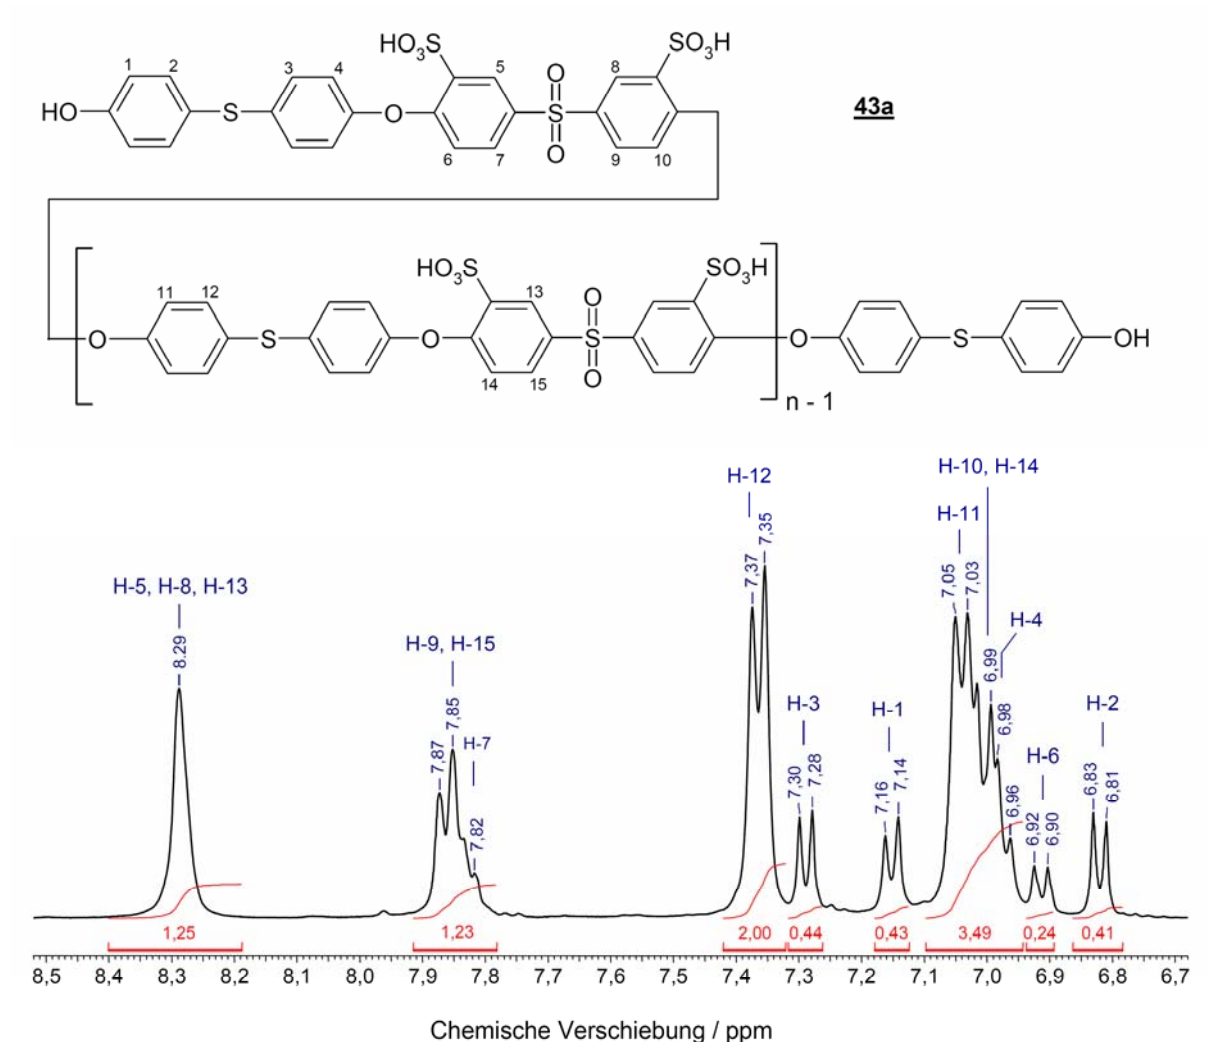 HO₃S SO₃H
1 2 3 4 5 O 8
HO S O S 43a
6 7 O 9 10
HO₃S SO₃H
11 12 13 O
O S O S O S OH
14 15 O
n - 1
H-10, H-14
H-12
H-11
7,35
7,37 7,05 7,03
H-5, H-8, H-13
H-4
H-9, H-15
8.29 6,99
H-3 H-1 6,98
7,85
7,87 H-7 H-6 H-2
7,30 7,28 7,16 7,14 6,96 6,83 6,81
7,82 6,92 6,90
1,25 1,23 2,00 0,44 0,43 3,49 0,24 0,41
8,5 8,4 8,3 8,2 8,1 8,0 7,9 7,8 7,7 7,6 7,5 7,4 7,3 7,2 7,1 7,0 6,9 6,8 6,7
Chemische Verschiebung / ppm